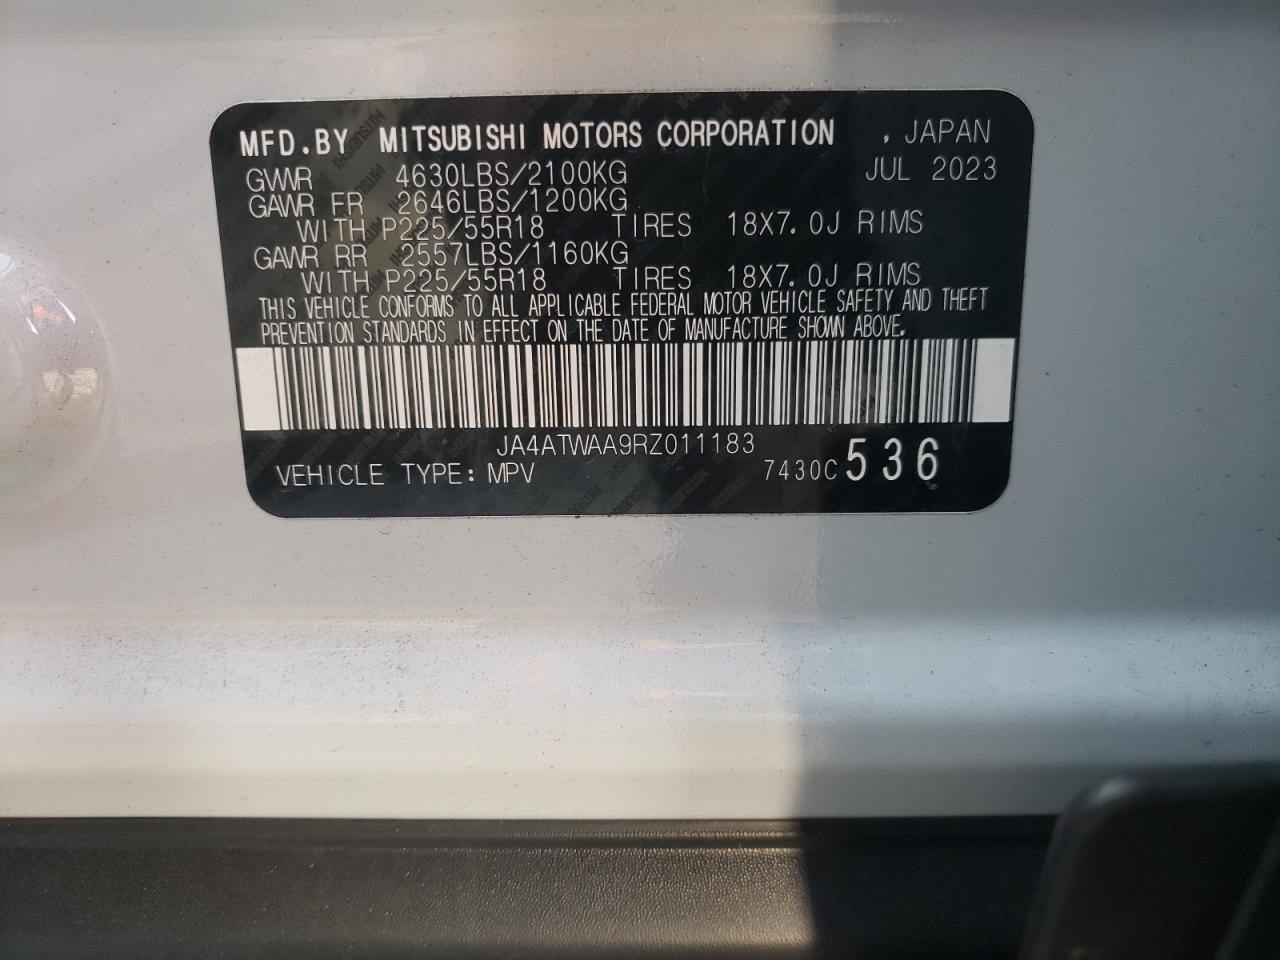 MFD.BY MITSUBISHI MOTORS CORPORATION , JAPAN
GVWR 4630LBS/2100KG JUL 2023
GAWR FR 2646LBS/1200KG
WITH P225/55R18 TIRES 18X7.0J RIMS
GAWR RR 2557LBS/1160KG
WITH P225/55R18 TIRES 18X7.0J RIMS
THIS VEHICLE CONFORMS TO ALL APPLICABLE FEDERAL MOTOR VEHICLE SAFETY AND THEFT
PREVENTION STANDARDS IN EFFECT ON THE DATE OF MANUFACTURE SHOWN ABOVE.
JA4ATWAA9RZ011183
VEHICLE TYPE: MPV 7430C 536